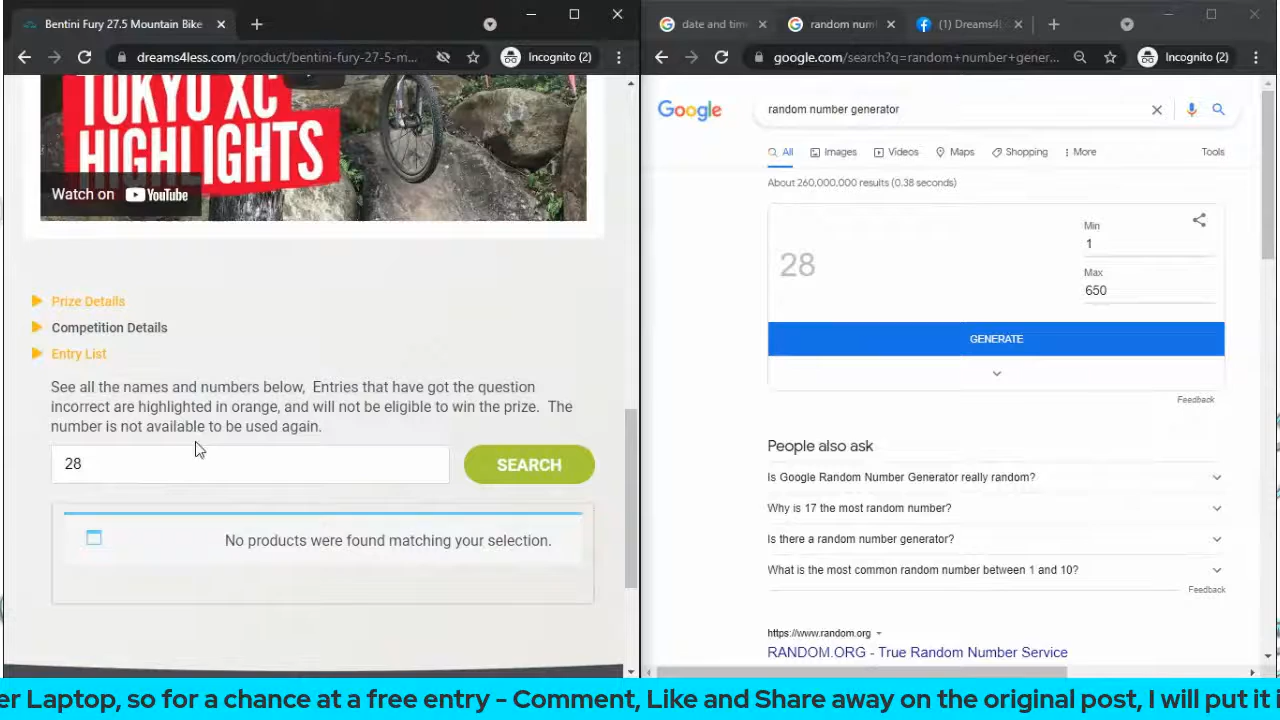 Bentini Fury 27.5 Mountain Bike
dreams4less.com/product/bentini-fury-27-5-m...
Incognito (2)
TOKYO XC
HIGHLIGHTS
Watch on YouTube
Prize Details
Competition Details
Entry List
See all the names and numbers below, Entries that have got the question
incorrect are highlighted in orange, and will not be eligible to win the prize. The
number is not available to be used again.
28
SEARCH
No products were found matching your selection.
date and tim
random num
(1) Dreams4
google.com/search?q=random+number+gener...
Incognito (2)
Google
random number generator
All
Images
Videos
Maps
Shopping
More
Tools
About 260,000,000 results (0.38 seconds)
28
Min
1
Max
650
GENERATE
Feedback
People also ask
Is Google Random Number Generator really random?
Why is 17 the most random number?
Is there a random number generator?
What is the most common random number between 1 and 10?
Feedback
https://www.random.org
RANDOM.ORG - True Random Number Service
er Laptop, so for a chance at a free entry - Comment, Like and Share away on the original post, I will put it